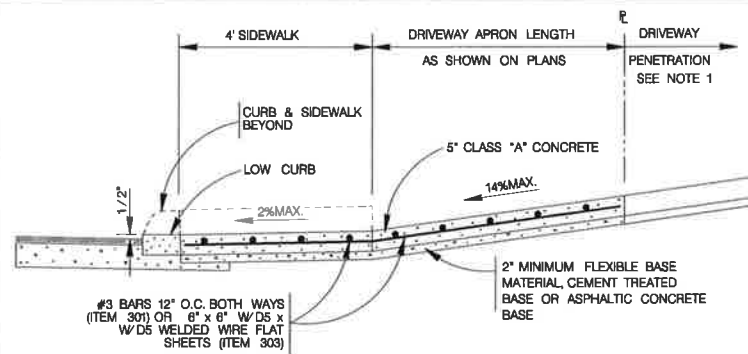 ℄
4' SIDEWALK
DRIVEWAY APRON LENGTH
AS SHOWN ON PLANS
DRIVEWAY
PENETRATION
SEE NOTE 1
CURB & SIDEWALK
BEYOND
LOW CURB
5" CLASS "A" CONCRETE
1/2"
2%MAX.
14%MAX.
2" MINIMUM FLEXIBLE BASE
MATERIAL, CEMENT TREATED
BASE OR ASPHALTIC CONCRETE
BASE
#3 BARS 12" O.C. BOTH WAYS
(ITEM 301) OR 6" x 6" W/D5 x
W/D5 WELDED WIRE FLAT
SHEETS (ITEM 303)